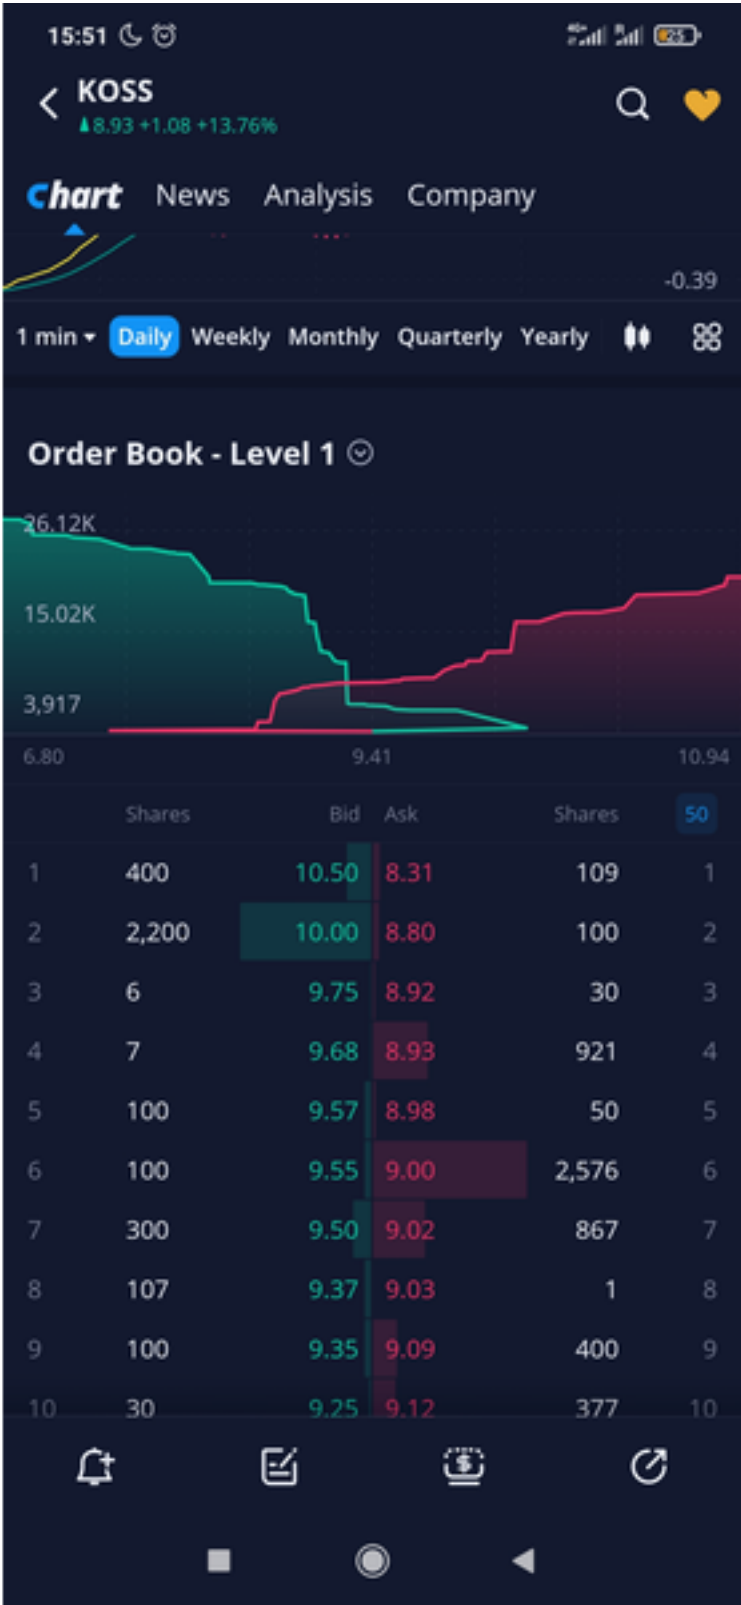 15:51 25
KOSS
8.93 +1.08 +13.76%
Chart News Analysis Company
-0.39
1 min Daily Weekly Monthly Quarterly Yearly
Order Book - Level 1
26.12K
15.02K
3,917
6.80 9.41 10.94
Shares Bid Ask Shares 50
1 400 10.50 8.31 109 1
2 2,200 10.00 8.80 100 2
3 6 9.75 8.92 30 3
4 7 9.68 8.93 921 4
5 100 9.57 8.98 50 5
6 100 9.55 9.00 2,576 6
7 300 9.50 9.02 867 7
8 107 9.37 9.03 1 8
9 100 9.35 9.09 400 9
10 30 9.25 9.12 377 10